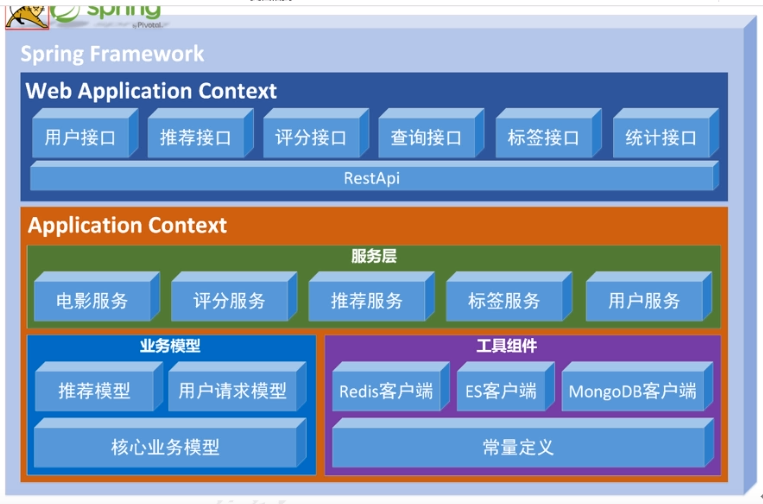 spring
by Pivotal
Spring Framework
Web Application Context
用户接口 推荐接口 评分接口 查询接口 标签接口 统计接口
RestApi
Application Context
服务层
电影服务 评分服务 推荐服务 标签服务 用户服务
业务模型 工具组件
推荐模型 用户请求模型 Redis客户端 ES客户端 MongoDB客户端
核心业务模型 常量定义